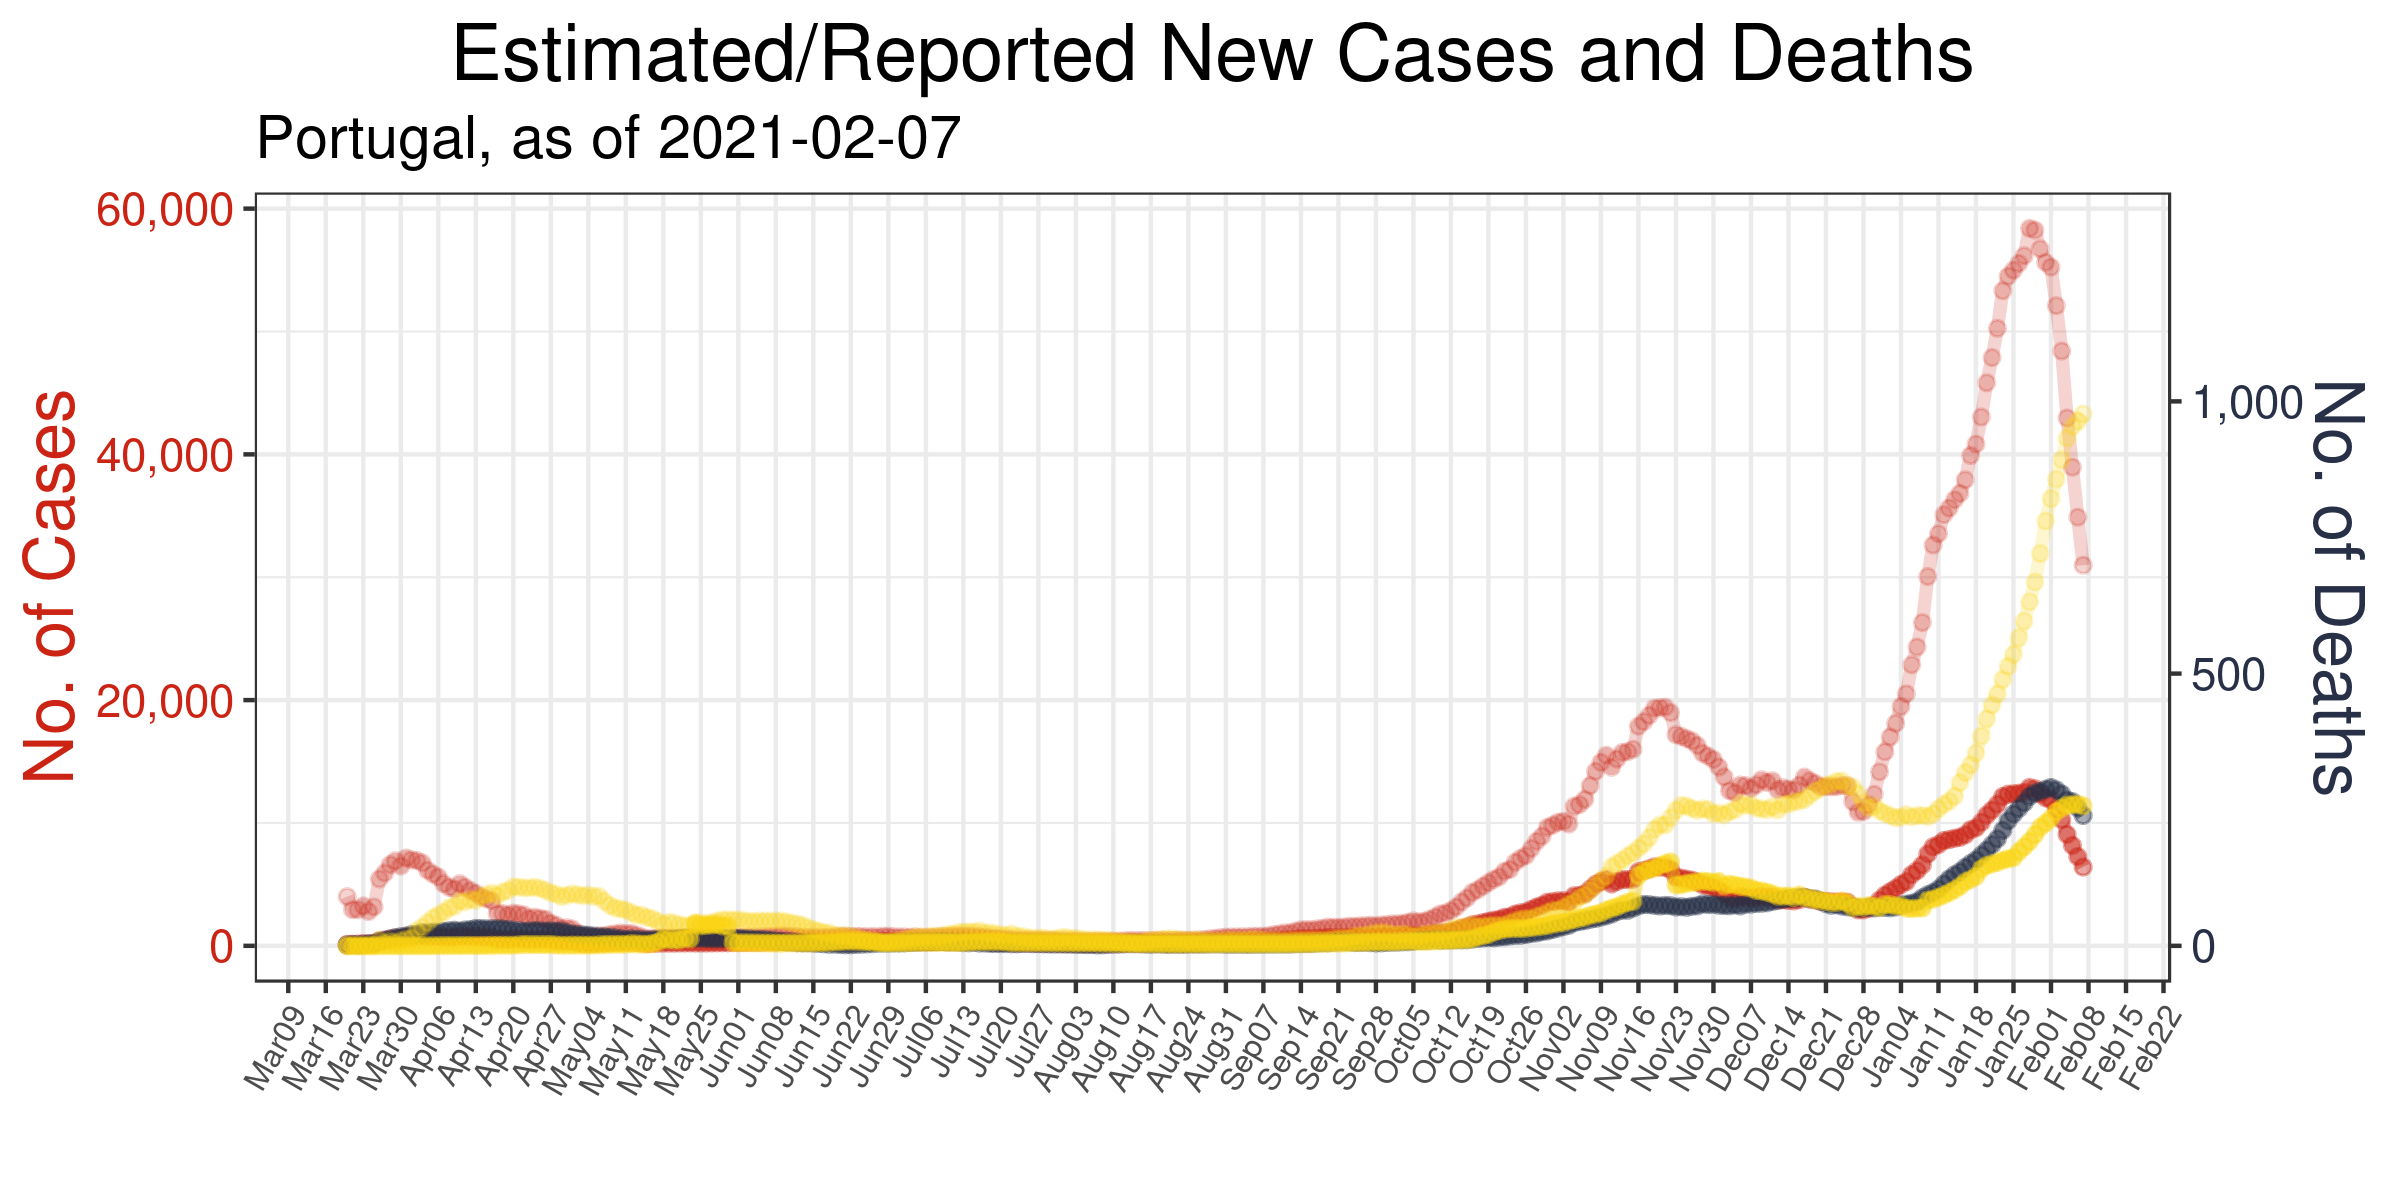 Estimated/Reported New Cases and Deaths
Portugal, as of 2021-02-07
No. of Cases
60,000
40,000
20,000
0
1,000
500
0
No. of Deaths
Mar09
Mar16
Mar23
Mar30
Apr06
Apr13
Apr20
Apr27
May04
May11
May18
May25
Jun01
Jun08
Jun15
Jun22
Jun29
Jul06
Jul13
Jul20
Jul27
Aug03
Aug10
Aug17
Aug24
Aug31
Sep07
Sep14
Sep21
Sep28
Oct05
Oct12
Oct19
Oct26
Nov02
Nov09
Nov16
Nov23
Nov30
Dec07
Dec14
Dec21
Dec28
Jan04
Jan11
Jan18
Jan25
Feb01
Feb08
Feb15
Feb22